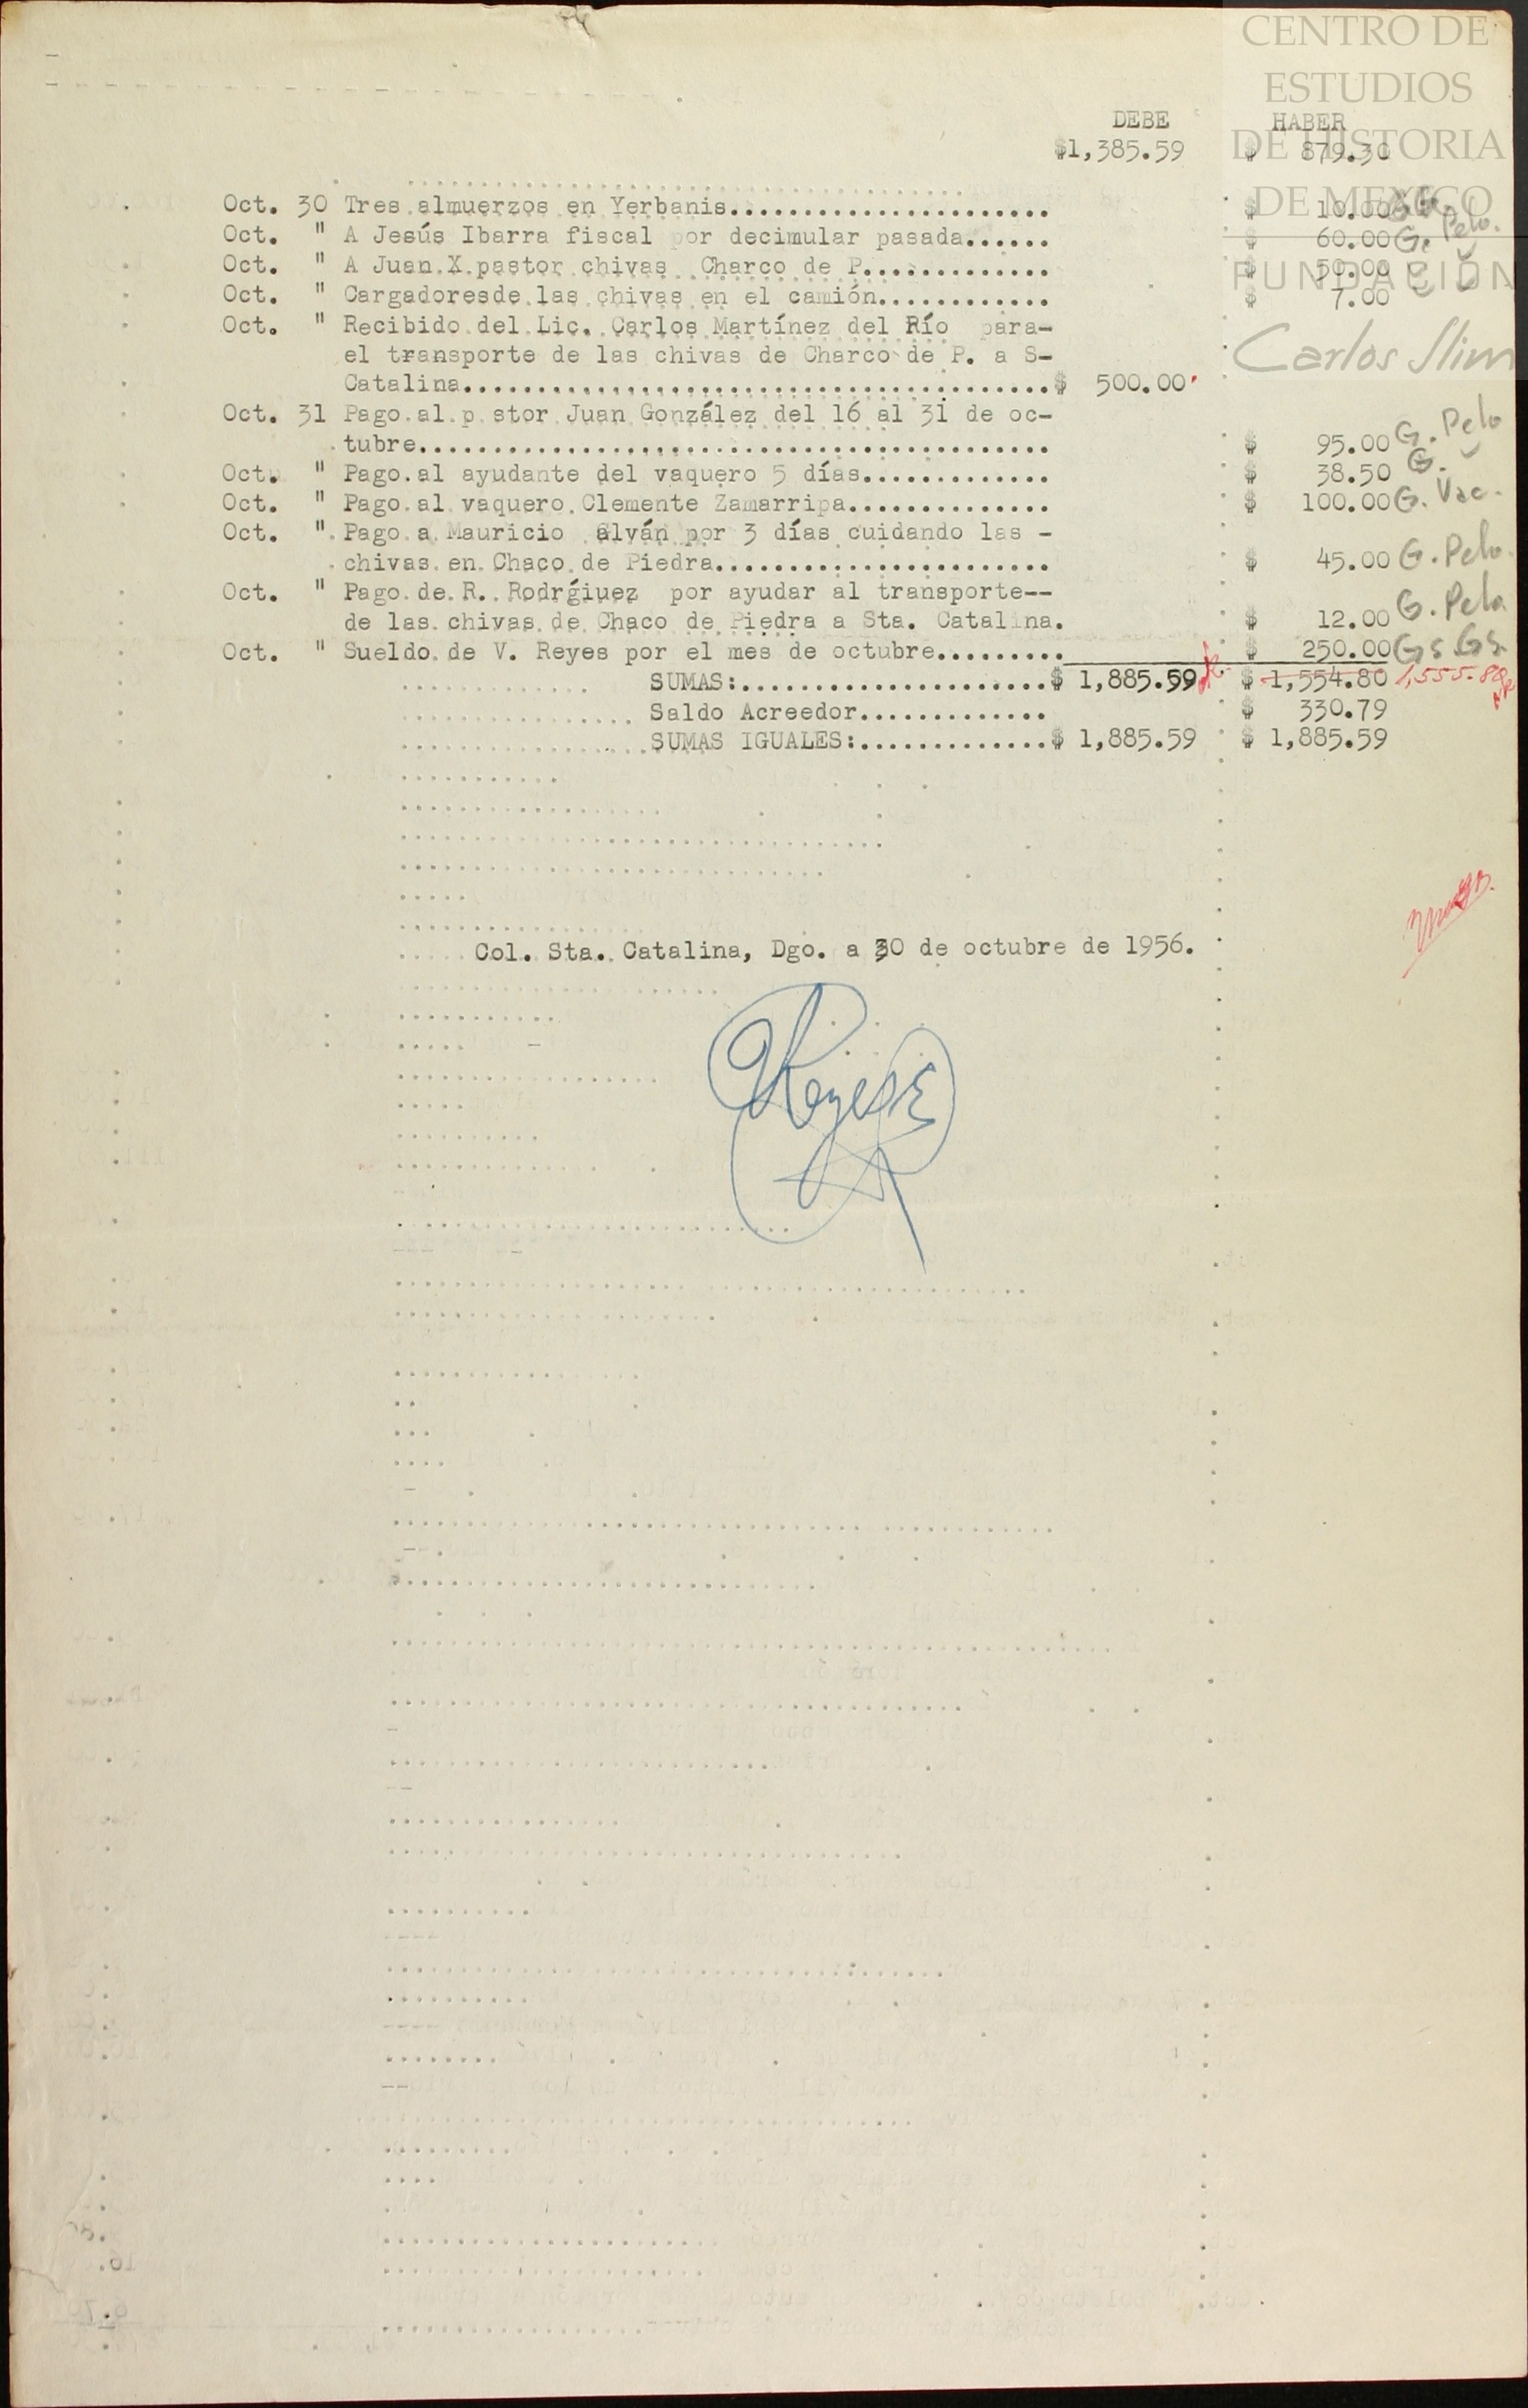 CENTRO DE
ESTUDIOS
DE HISTORIA
DE MEXICO
FUNDACIÓN
Carlos Slim
DEBE HABER
$1,385.59 $ 879.30
Oct. 30 Tres almuerzos en Yerbanis...................... $ 10.00
Oct. " A Jesús Ibarra fiscal por decimular pasada...... $ 60.00 G. Pelo.
Oct. " A Juan X.pastor chivas Charco de P............. $ 50.00
Oct. " Cargadoresde las chivas en el camión............ $ 7.00
Oct. " Recibido del Lic. Carlos Martínez del Río para-
el transporte de las chivas de Charco de P. a S-
Catalina........................................$ 500.00
Oct. 31 Pago al p stor Juan González del 16 al 31 de oc-
tubre........................................... $ 95.00 G. Pelo
Oct. " Pago al ayudante del vaquero 5 días............. $ 38.50 G.
Oct. " Pago al vaquero Clemente Zamarripa.............. $ 100.00 G. Vac.
Oct. " Pago a Mauricio Alván por 3 días cuidando las -
chivas en Chaco de Piedra....................... $ 45.00 G. Pelo.
Oct. " Pago de R. Rodrǵiuez por ayudar al transporte--
de las chivas de Chaco de Piedra a Sta. Catalina. $ 12.00 G. Pelo
Oct. " Sueldo de V. Reyes por el mes de octubre......... $ 250.00 Gs Gs.
SUMAS:.....................$ 1,885.59 $ 1,554.80 1,555.80
Saldo Acreedor............. $ 330.79
SUMAS IGUALES:..............$ 1,885.59 $ 1,885.59
Col. Sta. Catalina, Dgo. a 30 de octubre de 1956.
Reyes